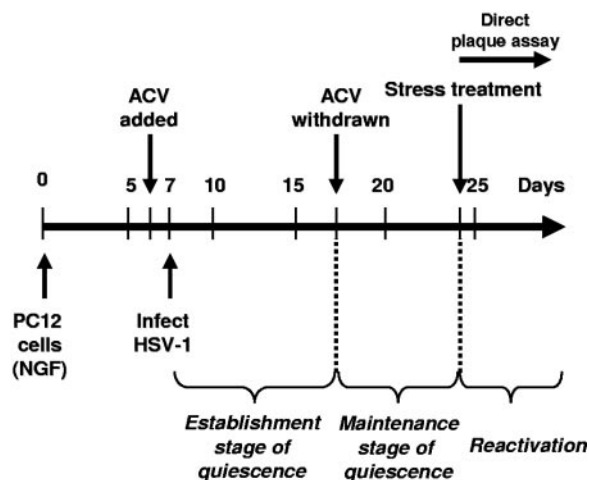 Direct
plaque assay
Stress treatment
ACV
added
ACV
withdrawn
0
5
7
10
15
20
25
Days
PC12
cells
(NGF)
Infect
HSV-1
Establishment
stage of
quiescence
Maintenance
stage of
quiescence
Reactivation